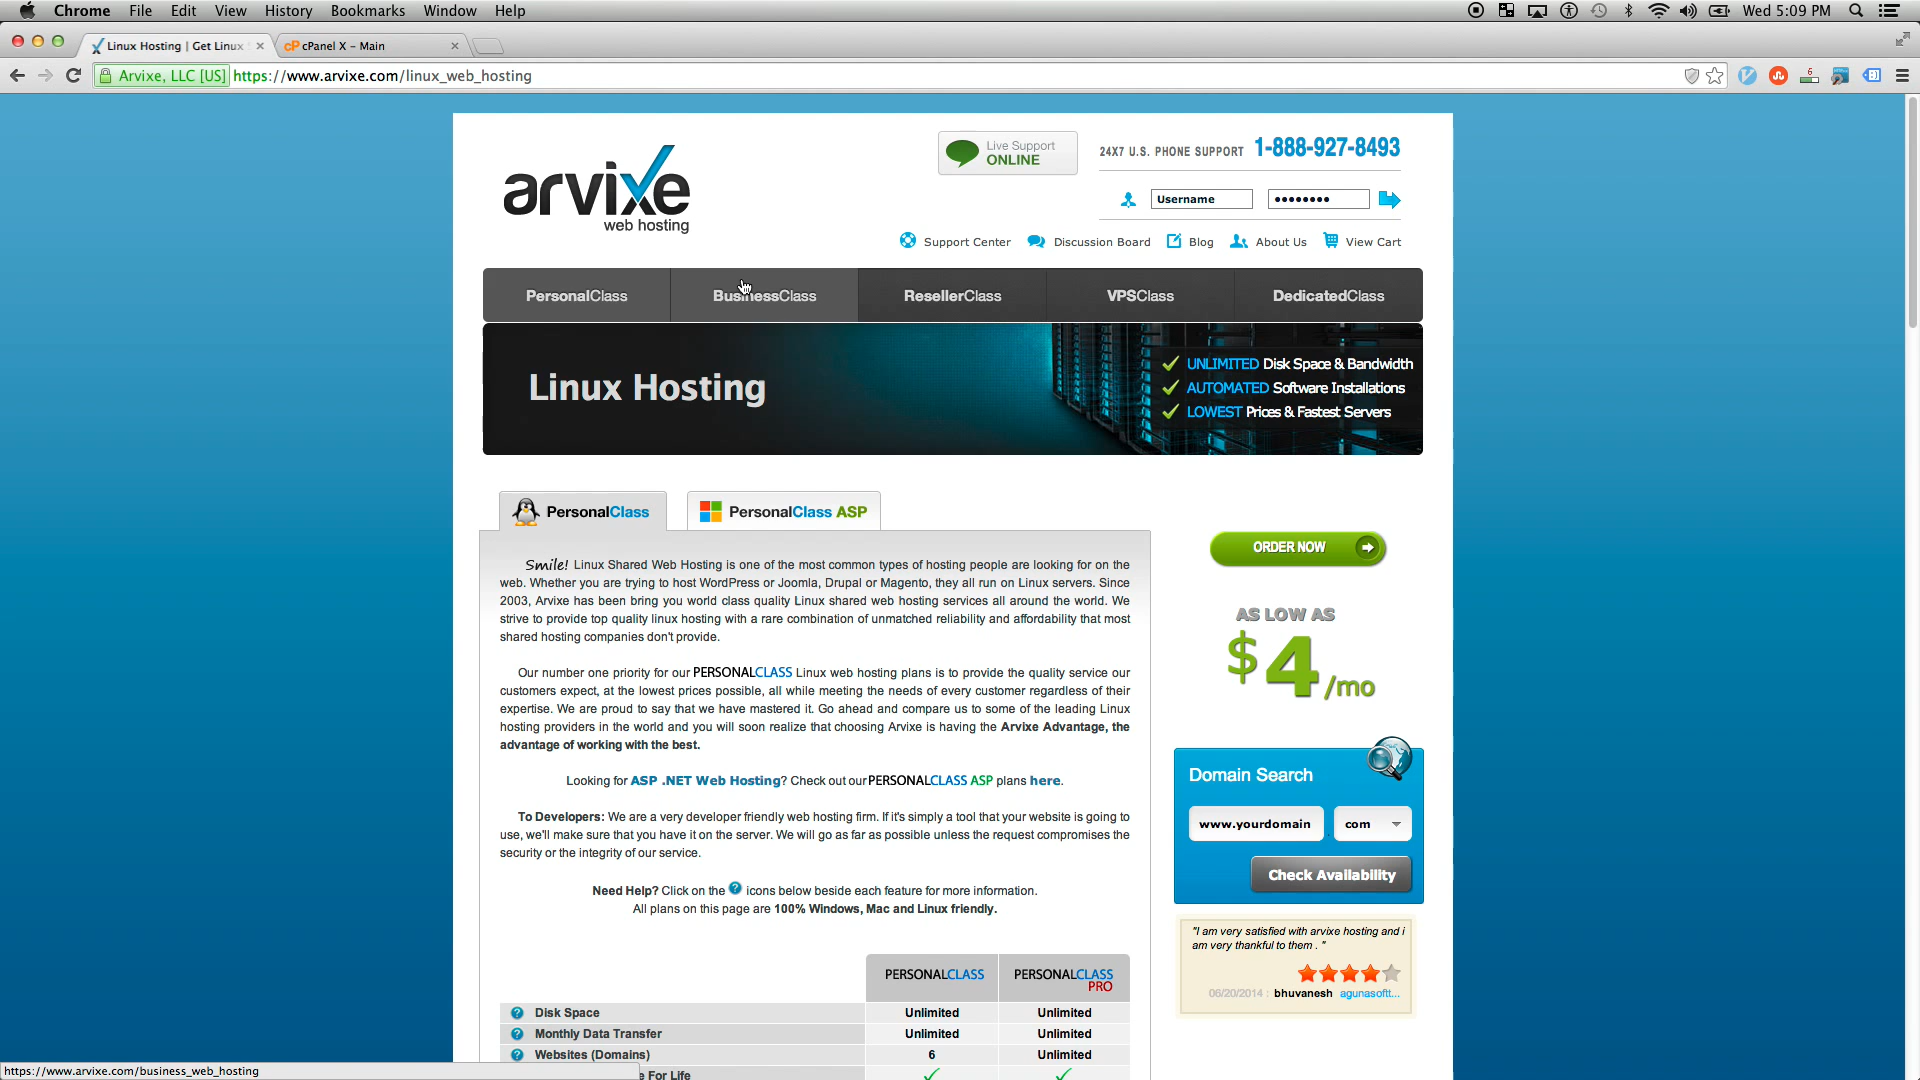 Chrome File Edit View History Bookmarks Window Help
Wed 5:09 PM
Linux Hosting | Get Linux
cP cPanel X - Main
Arvixe, LLC [US] https://www.arvixe.com/linux_web_hosting
6
arvixe
web hosting
Live Support
ONLINE
24X7 U.S. PHONE SUPPORT 1-888-927-8493
Username
Support Center Discussion Board Blog About Us View Cart
PersonalClass BusinessClass ResellerClass VPSClass DedicatedClass
Linux Hosting
UNLIMITED Disk Space & Bandwidth
AUTOMATED Software Installations
LOWEST Prices & Fastest Servers
PersonalClass PersonalClass ASP
Smile! Linux Shared Web Hosting is one of the most common types of hosting people are looking for on the
web. Whether you are trying to host WordPress or Joomla, Drupal or Magento, they all run on Linux servers. Since
2003, Arvixe has been bring you world class quality Linux shared web hosting services all around the world. We
strive to provide top quality linux hosting with a rare combination of unmatched reliability and affordability that most
shared hosting companies don't provide.
Our number one priority for our PERSONALCLASS Linux web hosting plans is to provide the quality service our
customers expect, at the lowest prices possible, all while meeting the needs of every customer regardless of their
expertise. We are proud to say that we have mastered it. Go ahead and compare us to some of the leading Linux
hosting providers in the world and you will soon realize that choosing Arvixe is having the Arvixe Advantage, the
advantage of working with the best.
Looking for ASP .NET Web Hosting? Check out our PERSONALCLASS ASP plans here.
To Developers: We are a very developer friendly web hosting firm. If it's simply a tool that your website is going to
use, we'll make sure that you have it on the server. We will go as far as possible unless the request compromises the
security or the integrity of our service.
Need Help? Click on the ? icons below beside each feature for more information.
All plans on this page are 100% Windows, Mac and Linux friendly.
PERSONALCLASS PERSONALCLASS
PRO
? Disk Space Unlimited Unlimited
? Monthly Data Transfer Unlimited Unlimited
? Websites (Domains) 6 Unlimited
e For Life
ORDER NOW
AS LOW AS
$4/mo
Domain Search
www.yourdomain com
Check Availability
"I am very satisfied with arvixe hosting and i
am very thankful to them . "
06/20/2014 : bhuvanesh agunasoftt...
https://www.arvixe.com/business_web_hosting